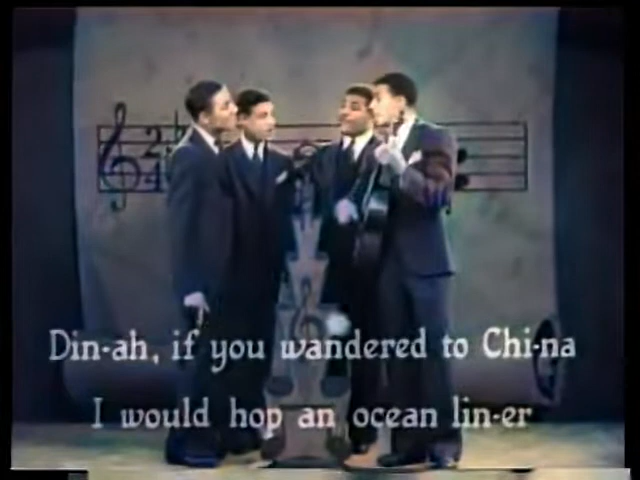 Din-ah, if you wandered to Chi-na
I would hop an ocean lin-er